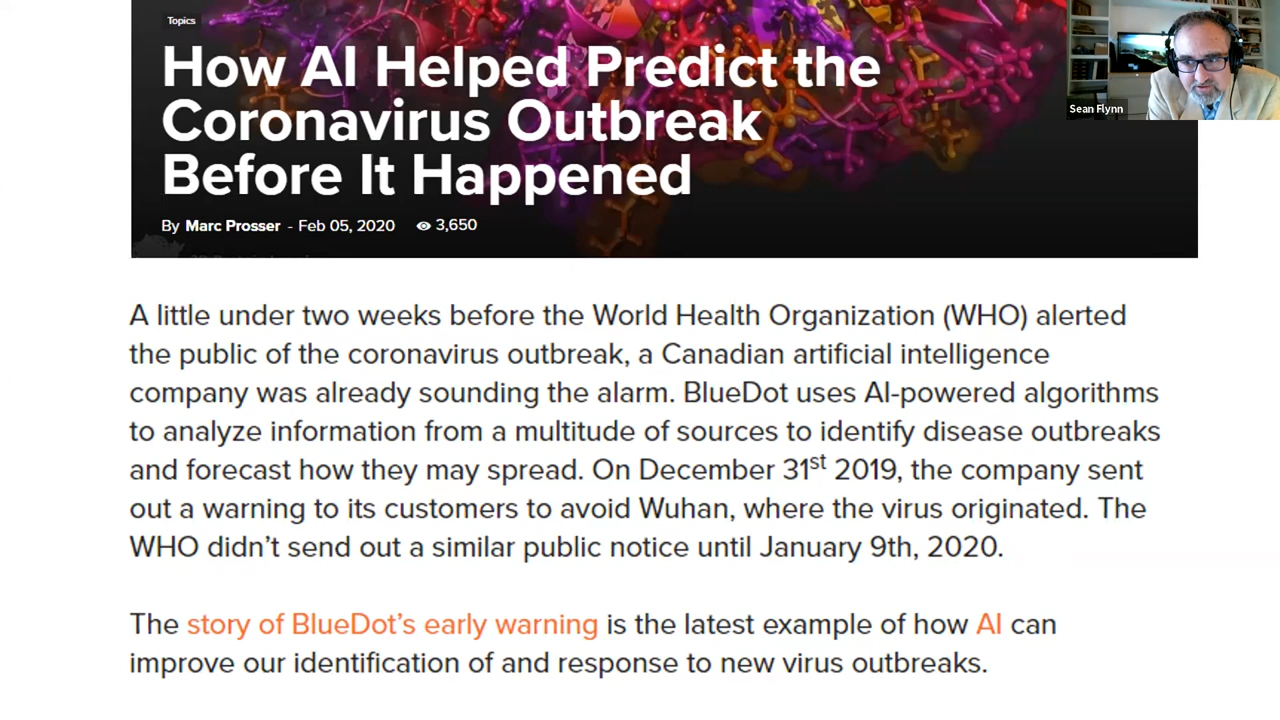 Topics
How AI Helped Predict the
Coronavirus Outbreak
Before It Happened
By Marc Prosser - Feb 05, 2020 3,650
Sean Flynn
A little under two weeks before the World Health Organization (WHO) alerted
the public of the coronavirus outbreak, a Canadian artificial intelligence
company was already sounding the alarm. BlueDot uses AI-powered algorithms
to analyze information from a multitude of sources to identify disease outbreaks
and forecast how they may spread. On December 31st 2019, the company sent
out a warning to its customers to avoid Wuhan, where the virus originated. The
WHO didn’t send out a similar public notice until January 9th, 2020.
The story of BlueDot’s early warning is the latest example of how AI can
improve our identification of and response to new virus outbreaks.